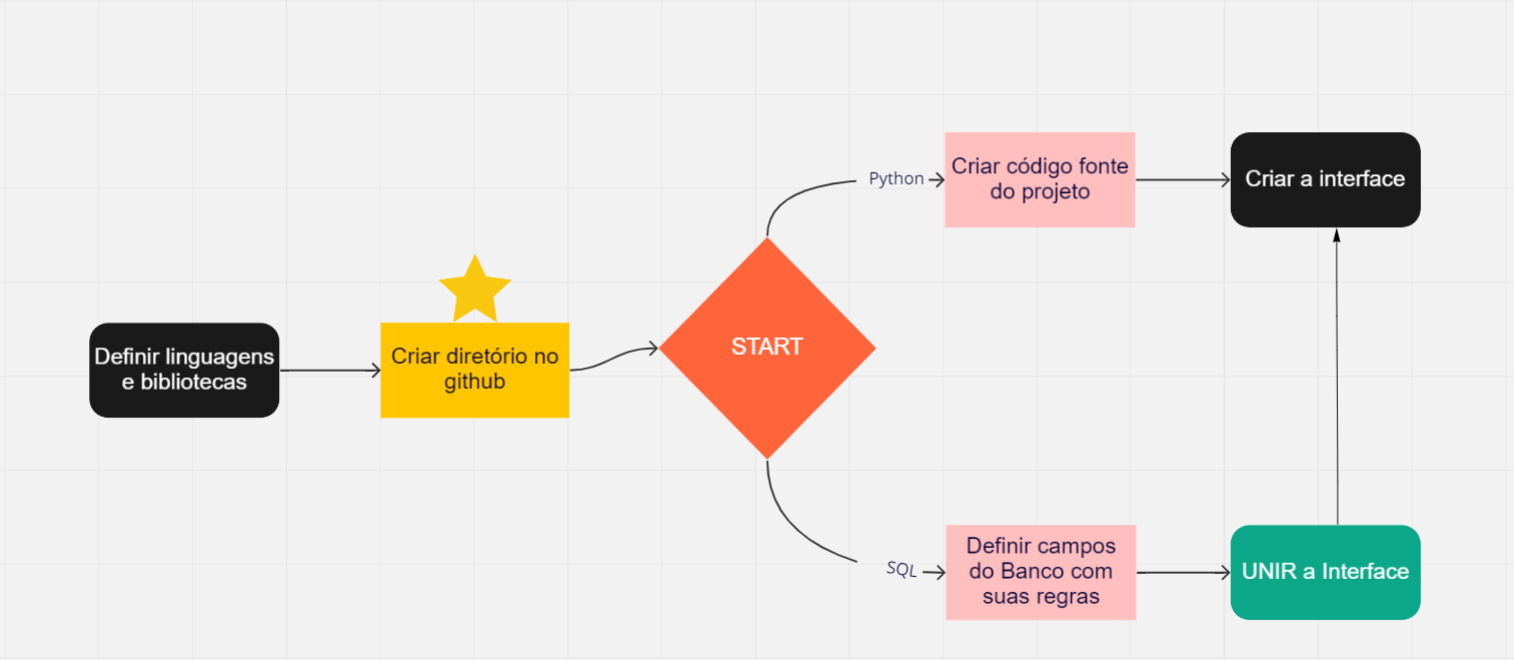 Definir linguagens
e bibliotecas
Criar diretório no
github
START
Python
Criar código fonte
do projeto
Criar a interface
SQL
Definir campos
do Banco com
suas regras
UNIR a Interface